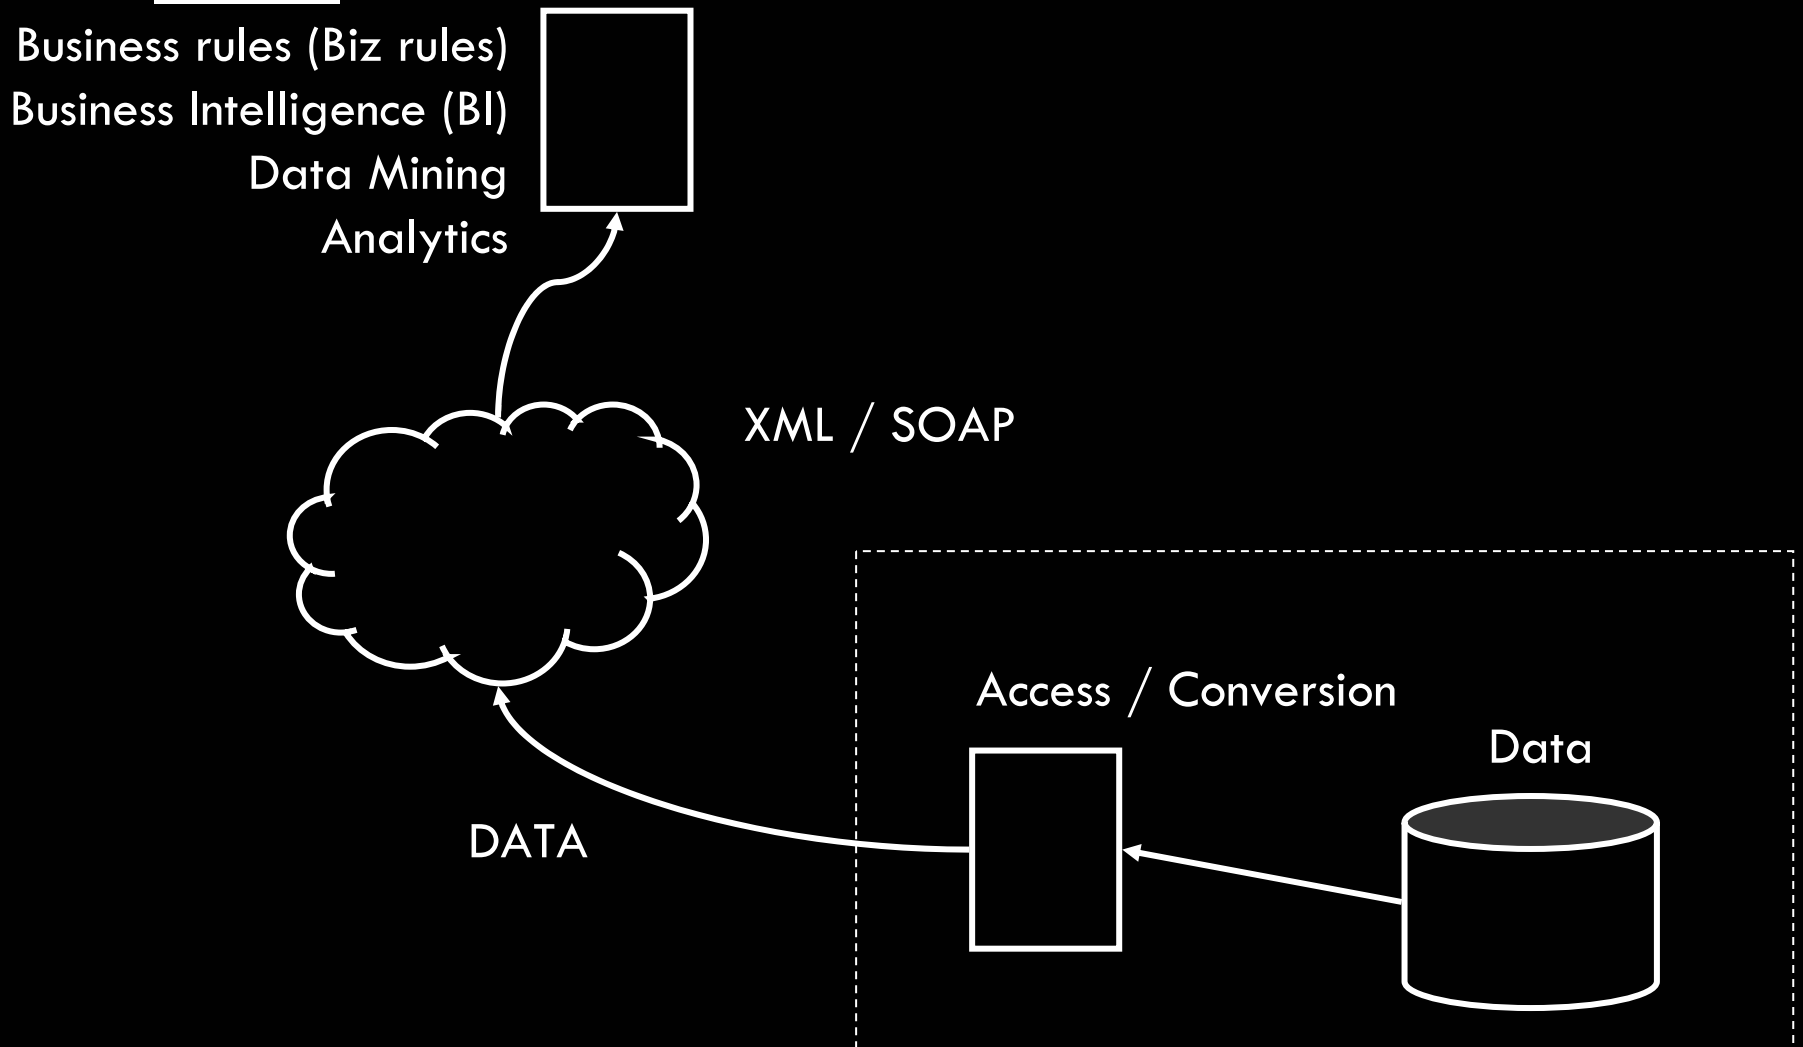 Business rules (Biz rules)
Business Intelligence (BI)
Data Mining
Analytics
XML / SOAP
Access / Conversion
Data
DATA